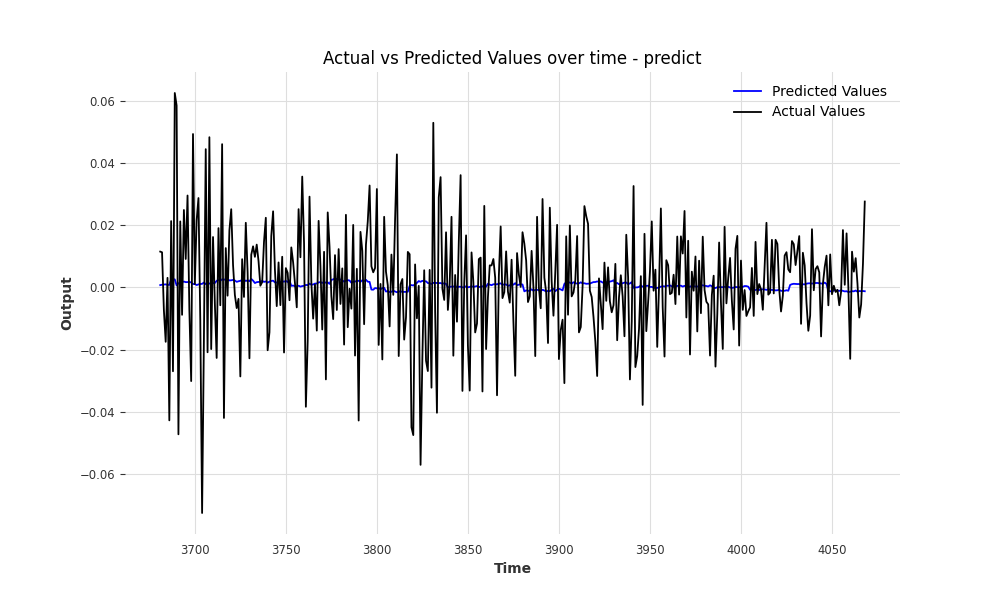 Actual vs Predicted Values over time - predict
Predicted Values
Actual Values
0.06
0.04
0.02
0.00
−0.02
−0.04
−0.06
Output
3700 3750 3800 3850 3900 3950 4000 4050
Time